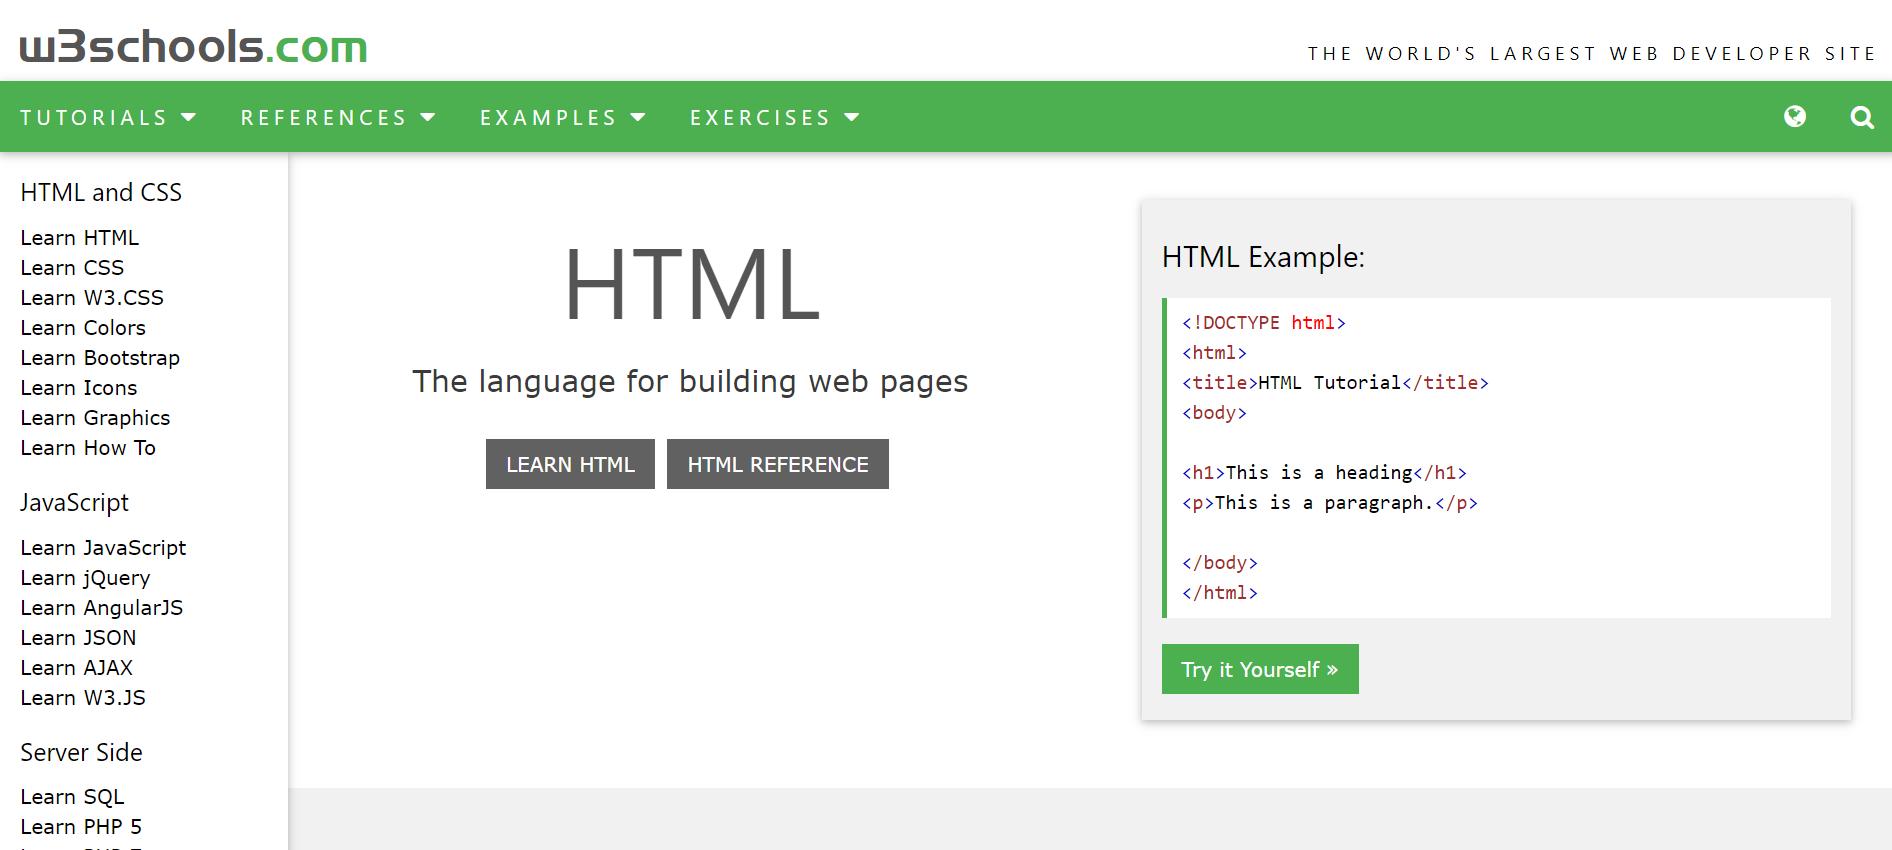 w3schools.com
THE WORLD'S LARGEST WEB DEVELOPER SITE
TUTORIALS REFERENCES EXAMPLES EXERCISES
HTML and CSS
Learn HTML
Learn CSS
Learn W3.CSS
Learn Colors
Learn Bootstrap
Learn Icons
Learn Graphics
Learn How To
JavaScript
Learn JavaScript
Learn jQuery
Learn AngularJS
Learn JSON
Learn AJAX
Learn W3.JS
Server Side
Learn SQL
Learn PHP 5
HTML
The language for building web pages
LEARN HTML HTML REFERENCE
HTML Example:
<!DOCTYPE html>
<html>
<title>HTML Tutorial</title>
<body>
<h1>This is a heading</h1>
<p>This is a paragraph.</p>
</body>
</html>
Try it Yourself »